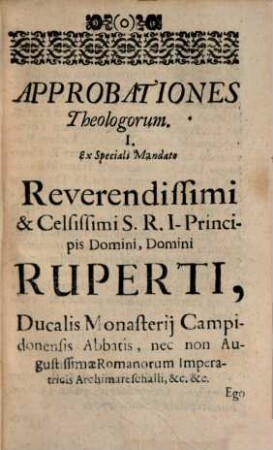 APPROBATIONES
Theologorum.
I.
Ex Speciali Mandato
Reverendissimi
& Celsissimi S. R. I- Princi-
pis Domini, Domini
RUPERTI,
Ducalis Monasterij Campi-
donensis Abbatis, nec non Au-
gustissimæ Romanorum Impera-
tricis Archimareschalli, &c. &c.
Ego